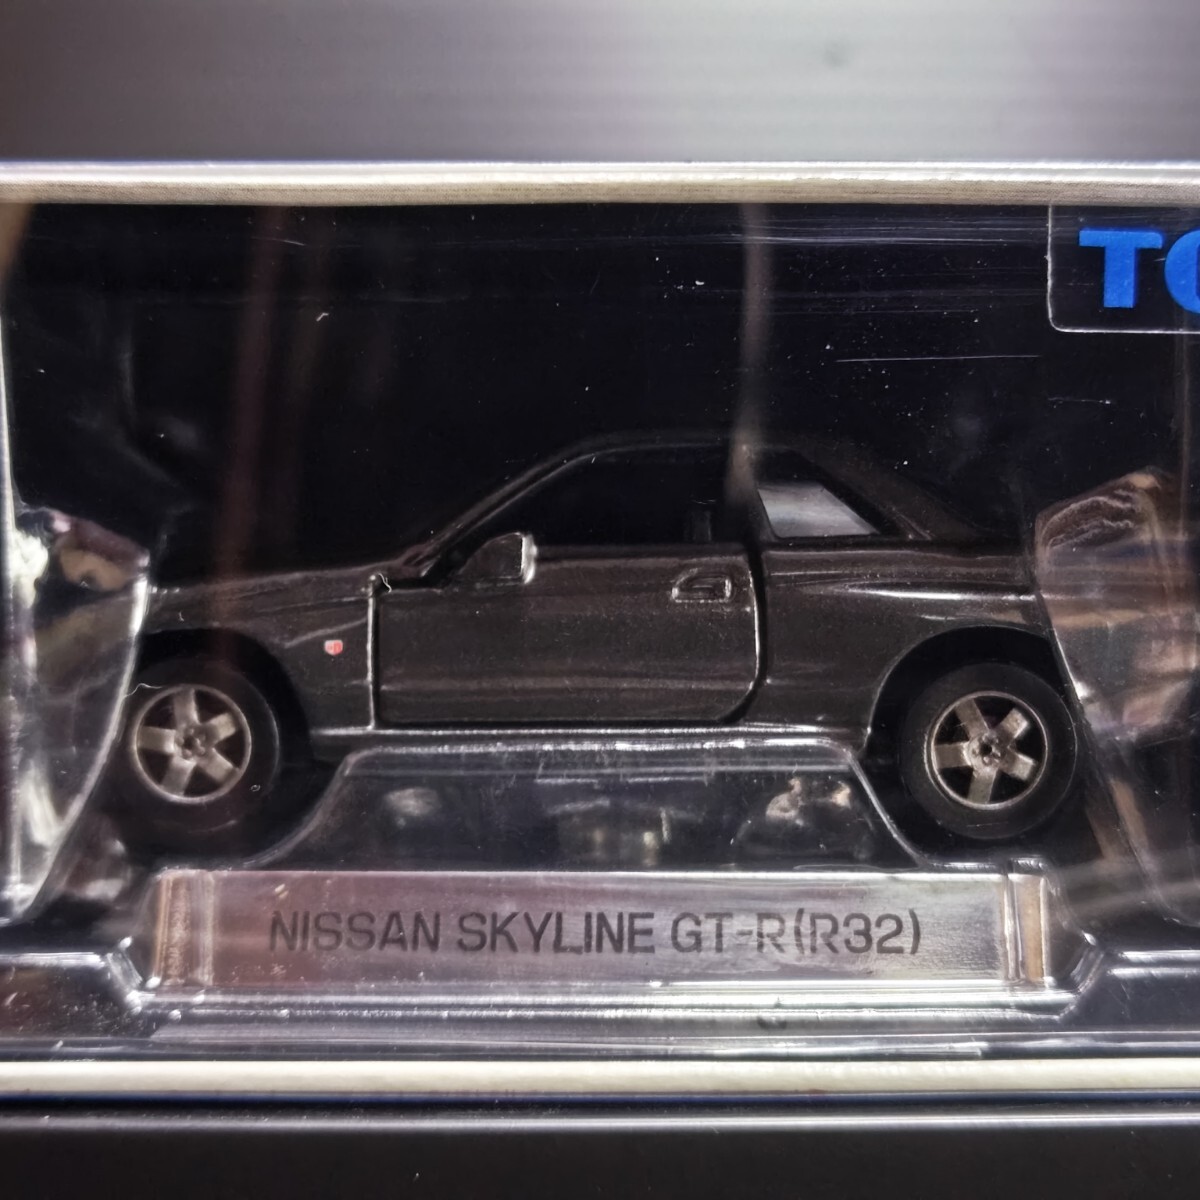 TO
NISSAN SKYLINE GT-R(R32)